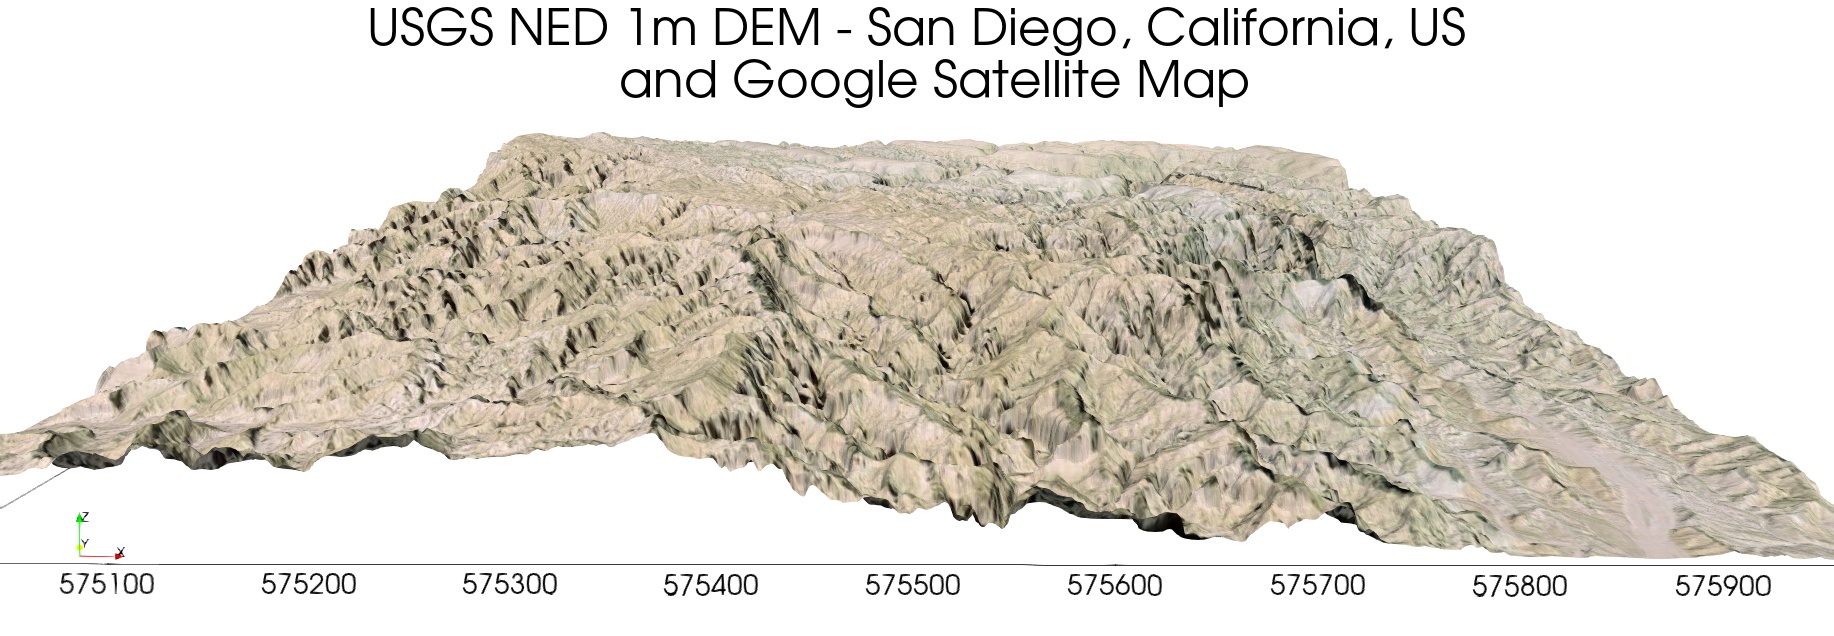 USGS NED 1m DEM - San Diego, California, US
and Google Satellite Map
Z
Y
X
575100 575200 575300 575400 575500 575600 575700 575800 575900